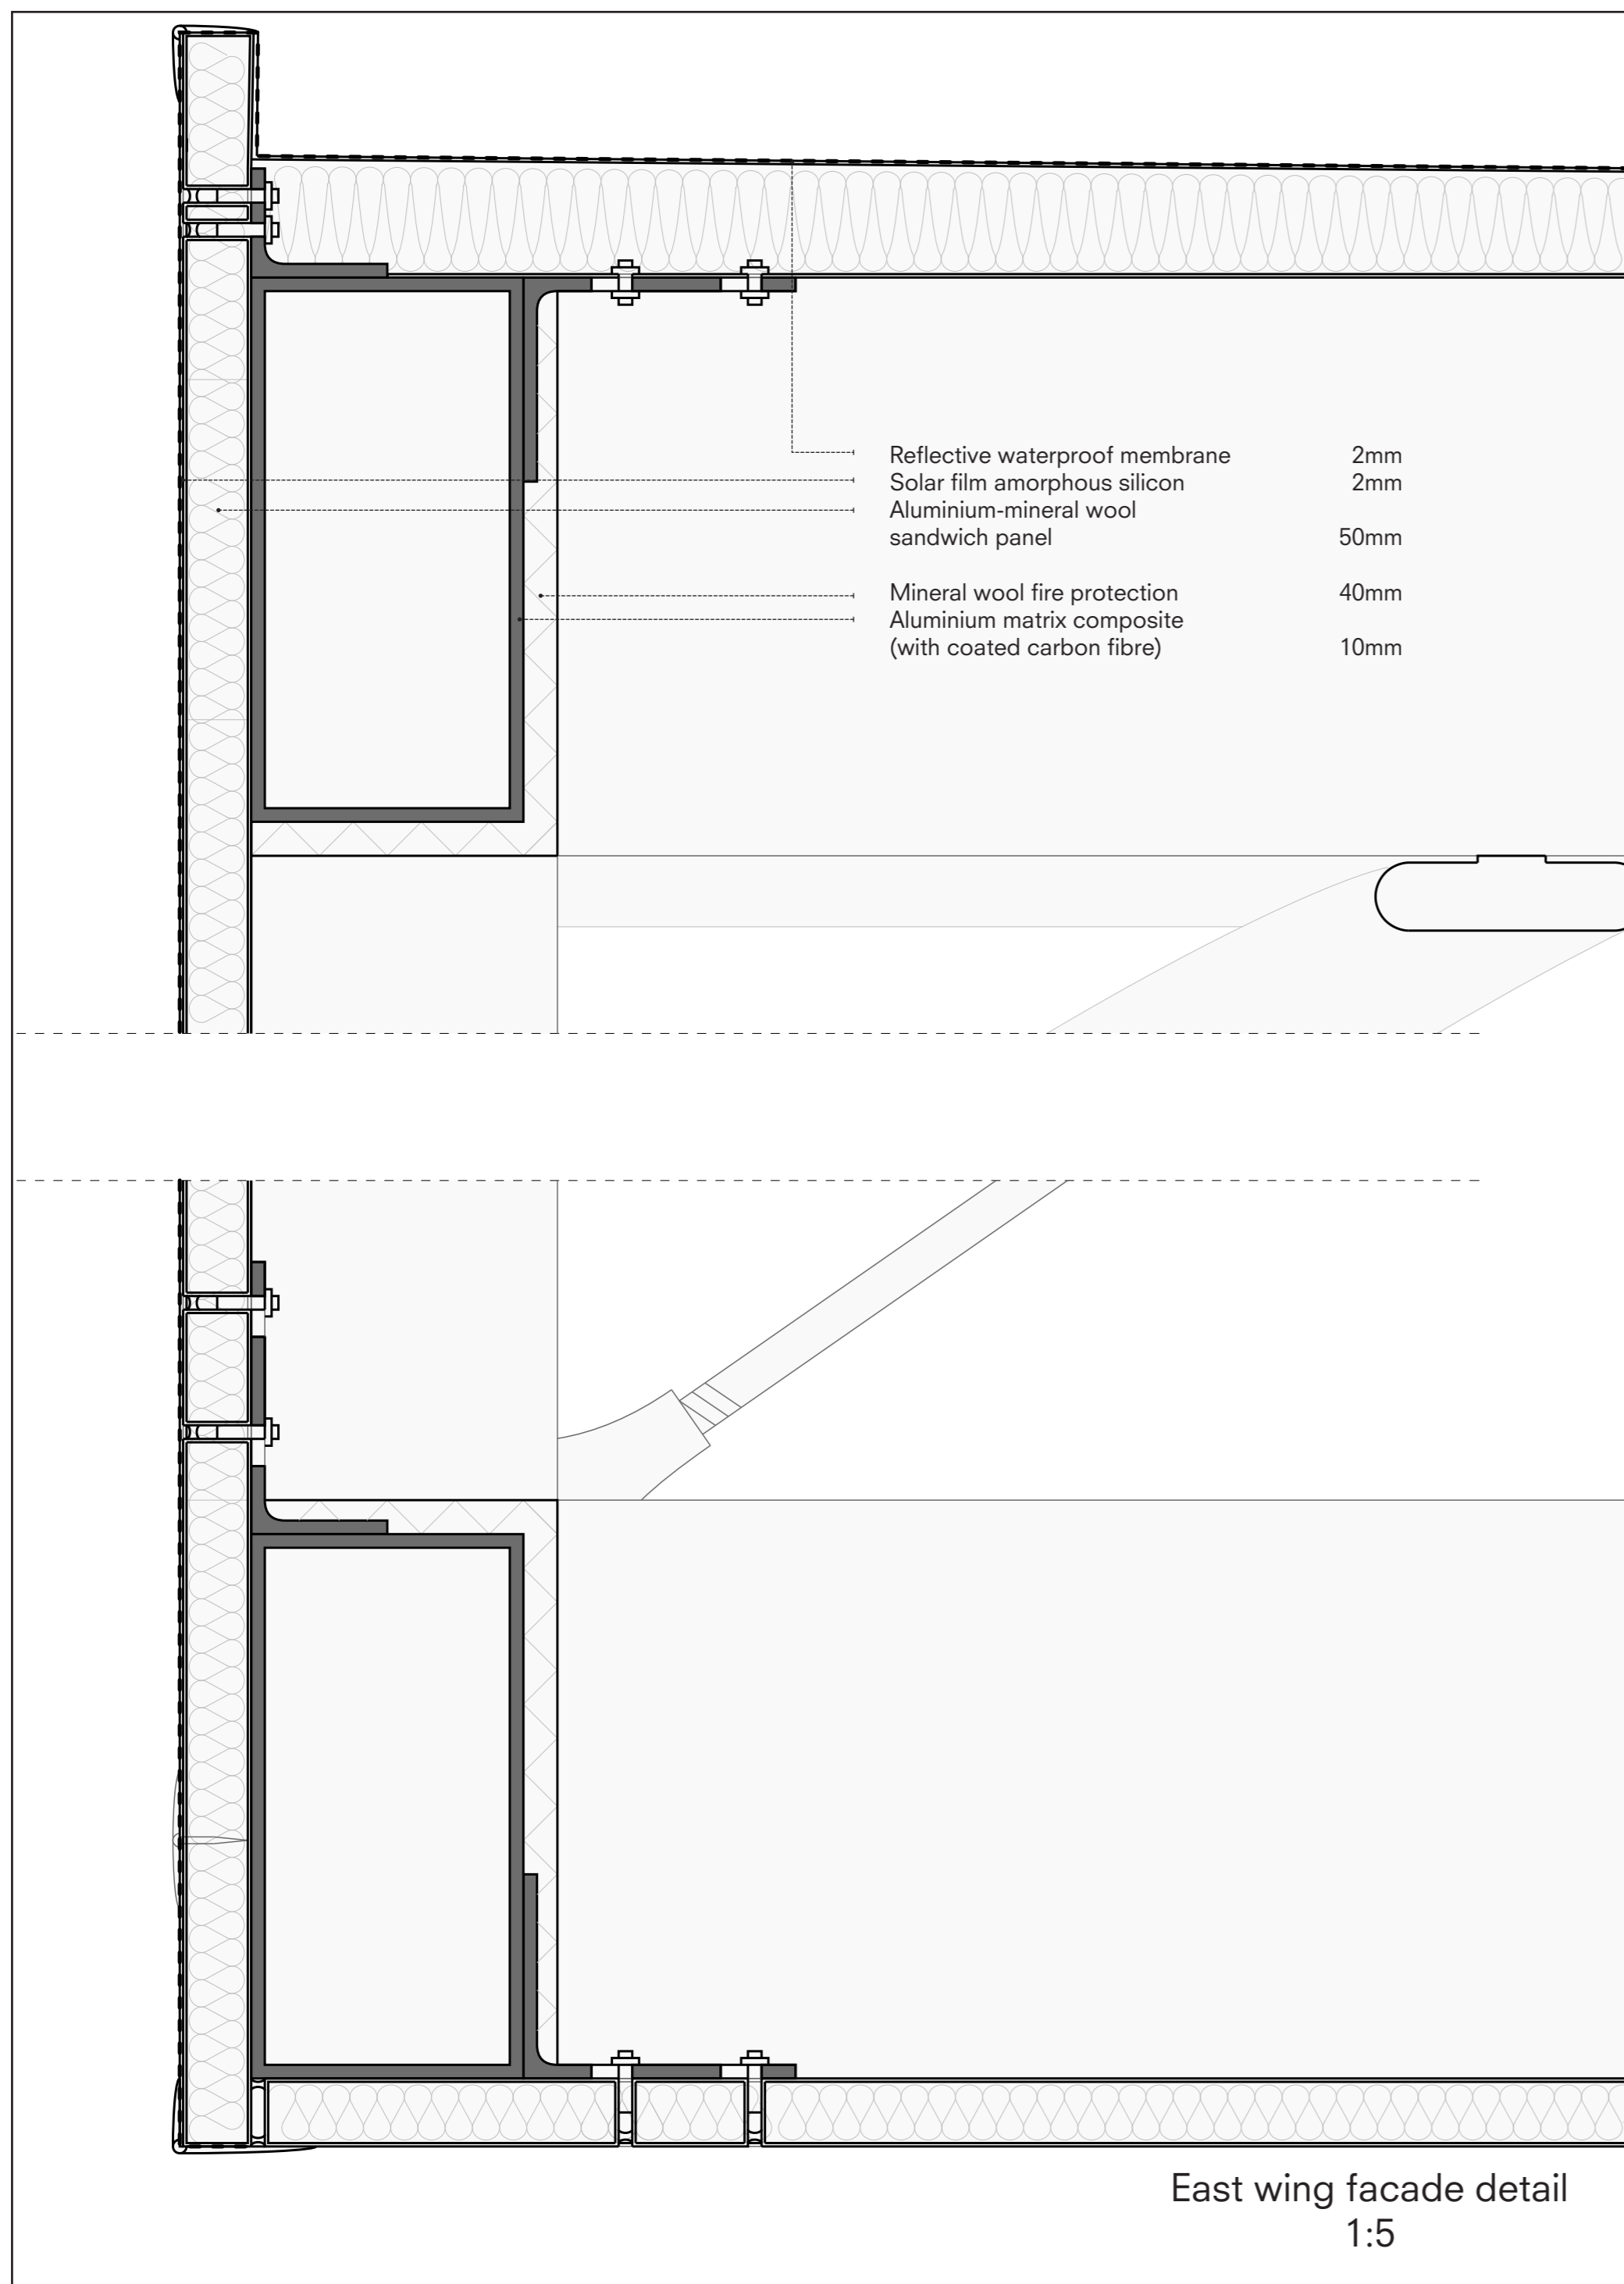 Reflective waterproof membrane 2mm
Solar film amorphous silicon 2mm
Aluminium-mineral wool
sandwich panel 50mm
Mineral wool fire protection 40mm
Aluminium matrix composite
(with coated carbon fibre) 10mm
East wing facade detail
1:5